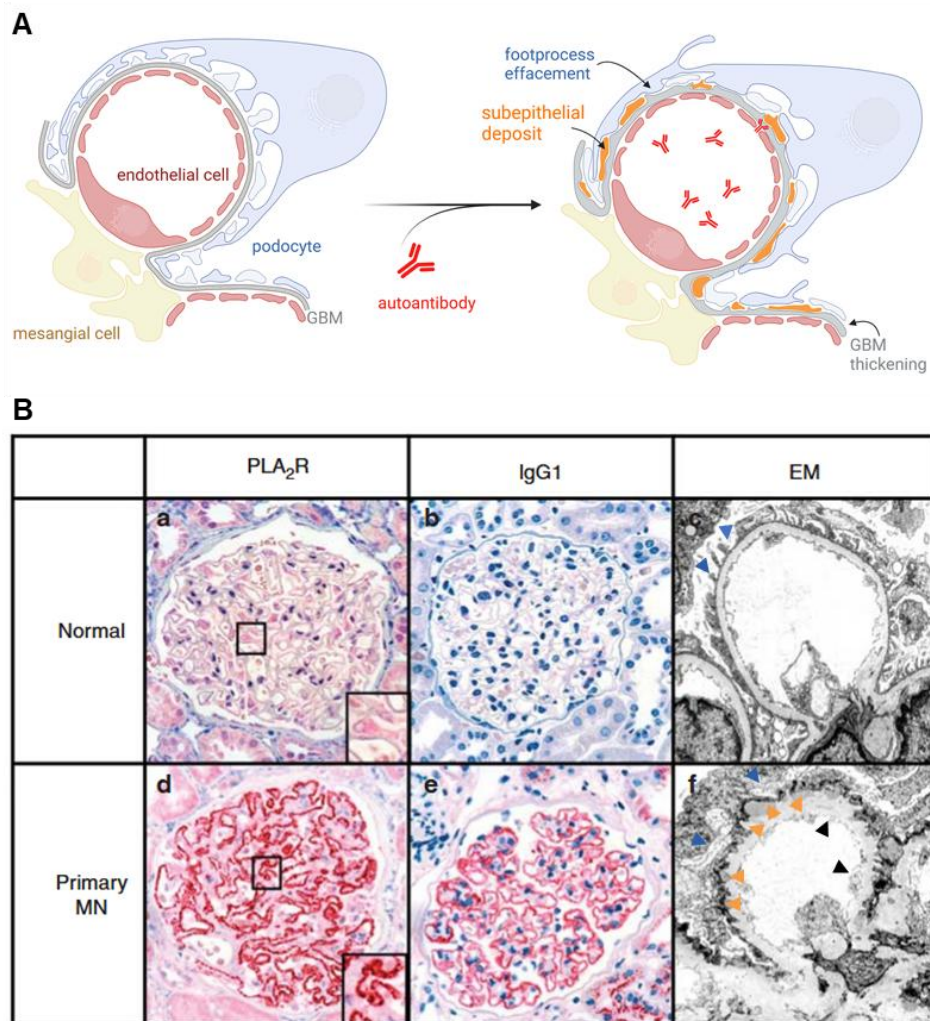 A
footprocess
effacement
subepithelial
deposit
endothelial cell
podocyte
autoantibody
mesangial cell
GBM
GBM
thickening
B
PLA₂R
IgG1
EM
Normal
a
b
c
Primary
MN
d
e
f